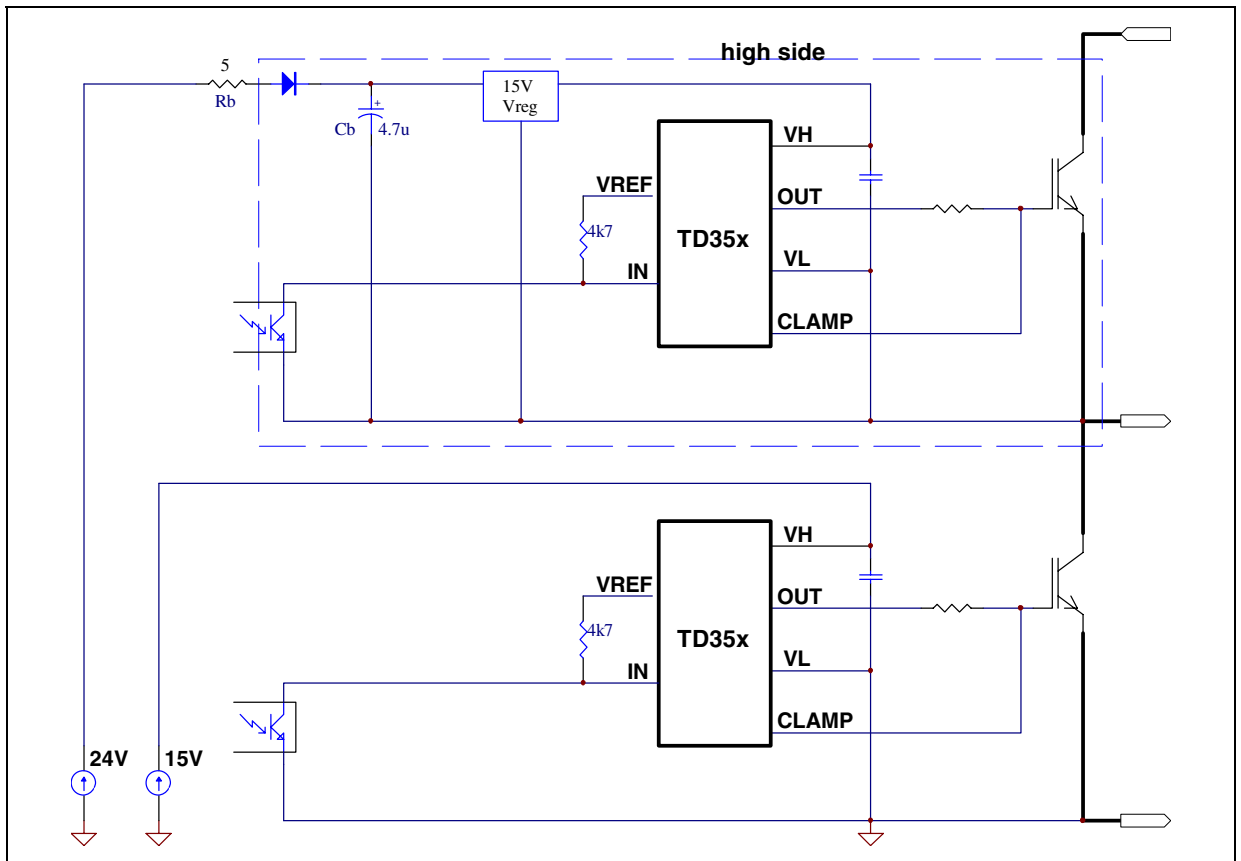 high side
5
Rb
Cb
+
4.7u
15V
Vreg
VREF
4k7
IN
TD35x
VH
OUT
VL
CLAMP
VREF
4k7
IN
TD35x
VH
OUT
VL
CLAMP
24V
15V